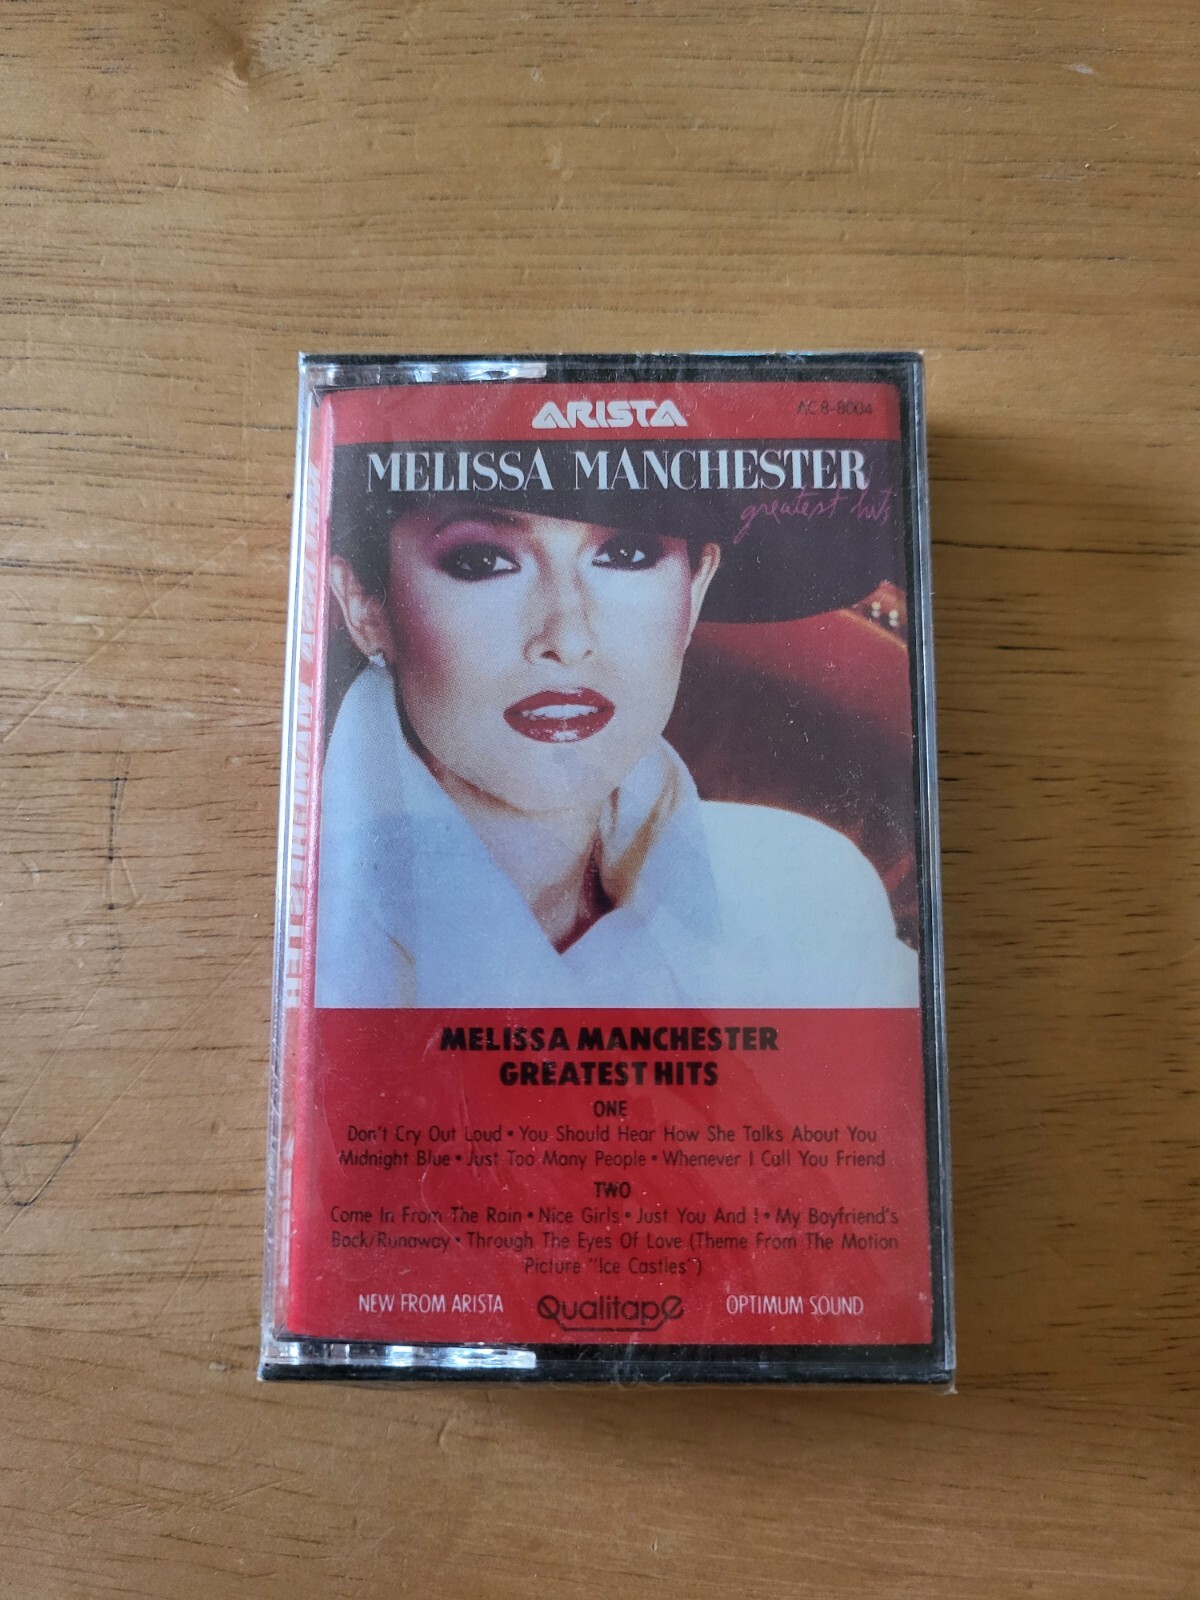 ARISTA
AC8-8004
MELISSA MANCHESTER
greatest hits
MELISSA MANCHESTER
MELISSA MANCHESTER
GREATEST HITS
ONE
Don't Cry Out Loud • You Should Hear How She Talks About You
Midnight Blue • Just Too Many People • Whenever I Call You Friend
TWO
Come In From The Rain • Nice Girls • Just You And I • My Boyfriend's
Back/Runaway • Through The Eyes Of Love (Theme From The Motion
Picture "Ice Castles")
NEW FROM ARISTA
Qualitape
OPTIMUM SOUND